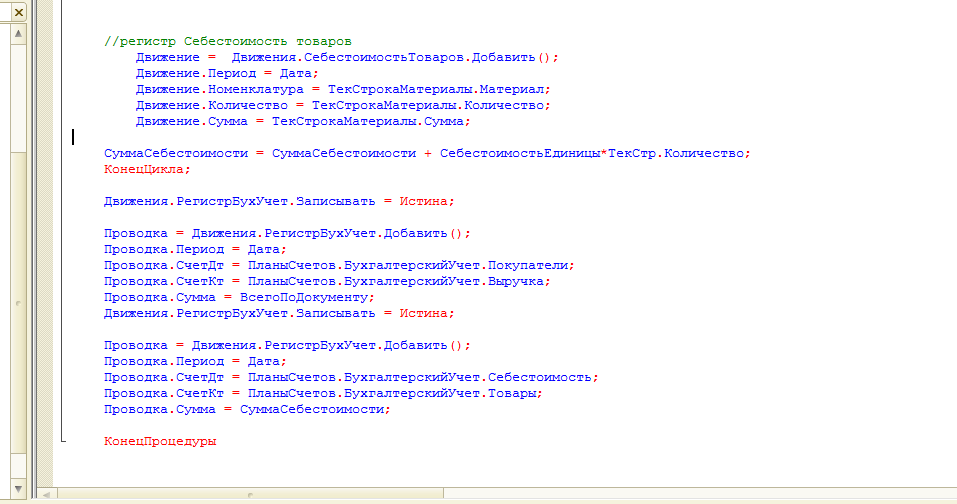 //регистр Себестоимость товаров
Движение =  Движения.СебестоимостьТоваров.Добавить();
Движение.Период = Дата;
Движение.Номенклатура = ТекСтрокаМатериалы.Материал;
Движение.Количество = ТекСтрокаМатериалы.Количество;
Движение.Сумма = ТекСтрокаМатериалы.Сумма;
СуммаСебестоимости = СуммаСебестоимости + СебестоимостьЕдиницы*ТекСтр.Количество;
КонецЦикла;
Движения.РегистрБухУчет.Записывать = Истина;
Проводка = Движения.РегистрБухУчет.Добавить();
Проводка.Период = Дата;
Проводка.СчетДт = ПланыСчетов.БухгалтерскийУчет.Покупатели;
Проводка.СчетКт = ПланыСчетов.БухгалтерскийУчет.Выручка;
Проводка.Сумма = ВсегоПоДокументу;
Движения.РегистрБухУчет.Записывать = Истина;
Проводка = Движения.РегистрБухУчет.Добавить();
Проводка.Период = Дата;
Проводка.СчетДт = ПланыСчетов.БухгалтерскийУчет.Себестоимость;
Проводка.СчетКт = ПланыСчетов.БухгалтерскийУчет.Товары;
Проводка.Сумма = СуммаСебестоимости;
КонецПроцедуры